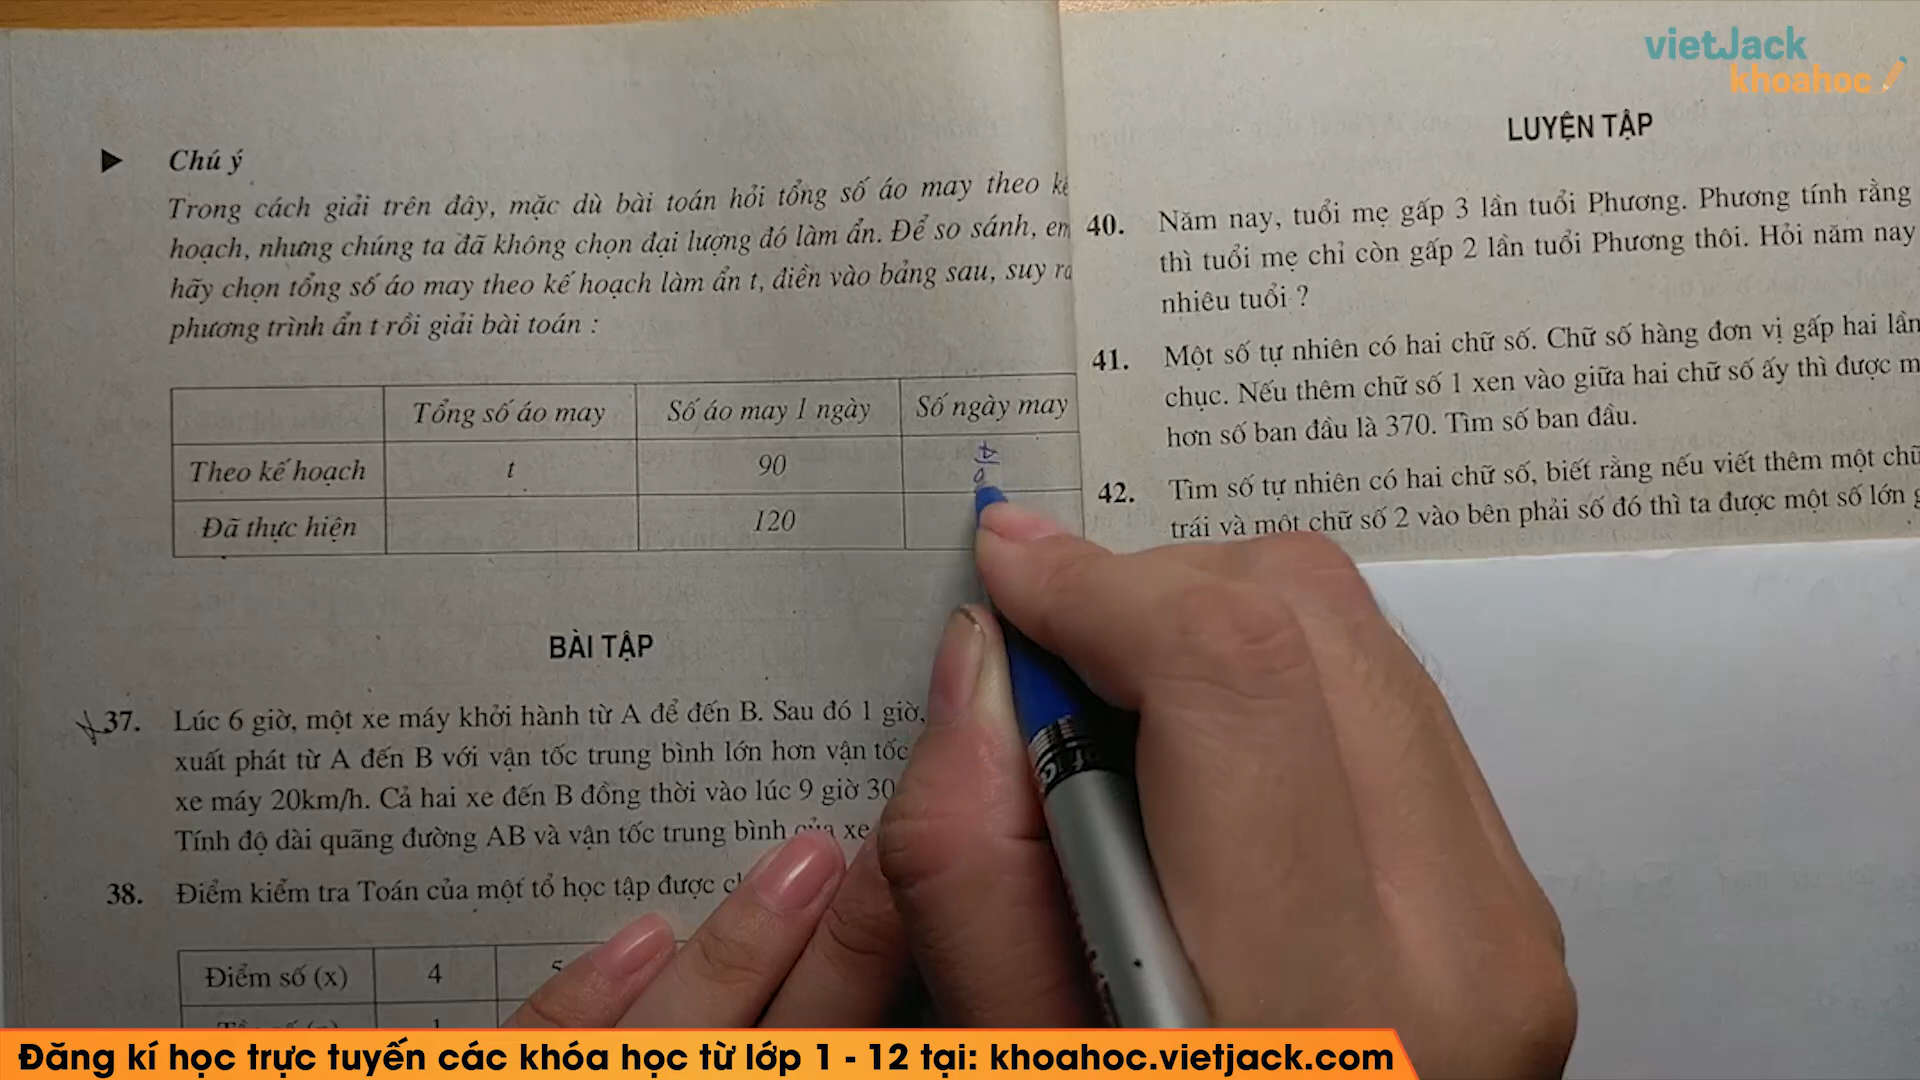 vietJack
khoahoc
Chú ý
Trong cách giải trên đây, mặc dù bài toán hỏi tổng số áo may theo
hoạch, nhưng chúng ta đã không chọn đại lượng đó làm ẩn. Để so sánh, em
hãy chọn tổng số áo may theo kế hoạch làm ẩn t, điền vào bảng sau, suy
phương trình ẩn t rồi giải bài toán :
Tổng số áo may Số áo may 1 ngày Số ngày may
Theo kế hoạch t 90 t
Đã thực hiện 120
BÀI TẬP
37. Lúc 6 giờ, một xe máy khởi hành từ A để đến B. Sau đó 1 giờ,
xuất phát từ A đến B với vận tốc trung bình lớn hơn vận tốc
xe máy 20km/h. Cả hai xe đến B đồng thời vào lúc 9 giờ 30
Tính độ dài quãng đường AB và vận tốc trung bình của xe
38. Điểm kiểm tra Toán của một tổ học tập được
Điểm số (x) 4
LUYỆN TẬP
40. Năm nay, tuổi mẹ gấp 3 lần tuổi Phương. Phương tính rằng
thì tuổi mẹ chỉ còn gấp 2 lần tuổi Phương thôi. Hỏi năm nay
nhiêu tuổi ?
41. Một số tự nhiên có hai chữ số. Chữ số hàng đơn vị gấp hai lần
chục. Nếu thêm chữ số 1 xen vào giữa hai chữ số ấy thì được
hơn số ban đầu là 370. Tìm số ban đầu.
42. Tìm số tự nhiên có hai chữ số, biết rằng nếu viết thêm một chữ
trái và một chữ số 2 vào bên phải số đó thì ta được một số lớn
Đăng kí học trực tuyến các khóa học từ lớp 1 - 12 tại: khoahoc.vietjack.com